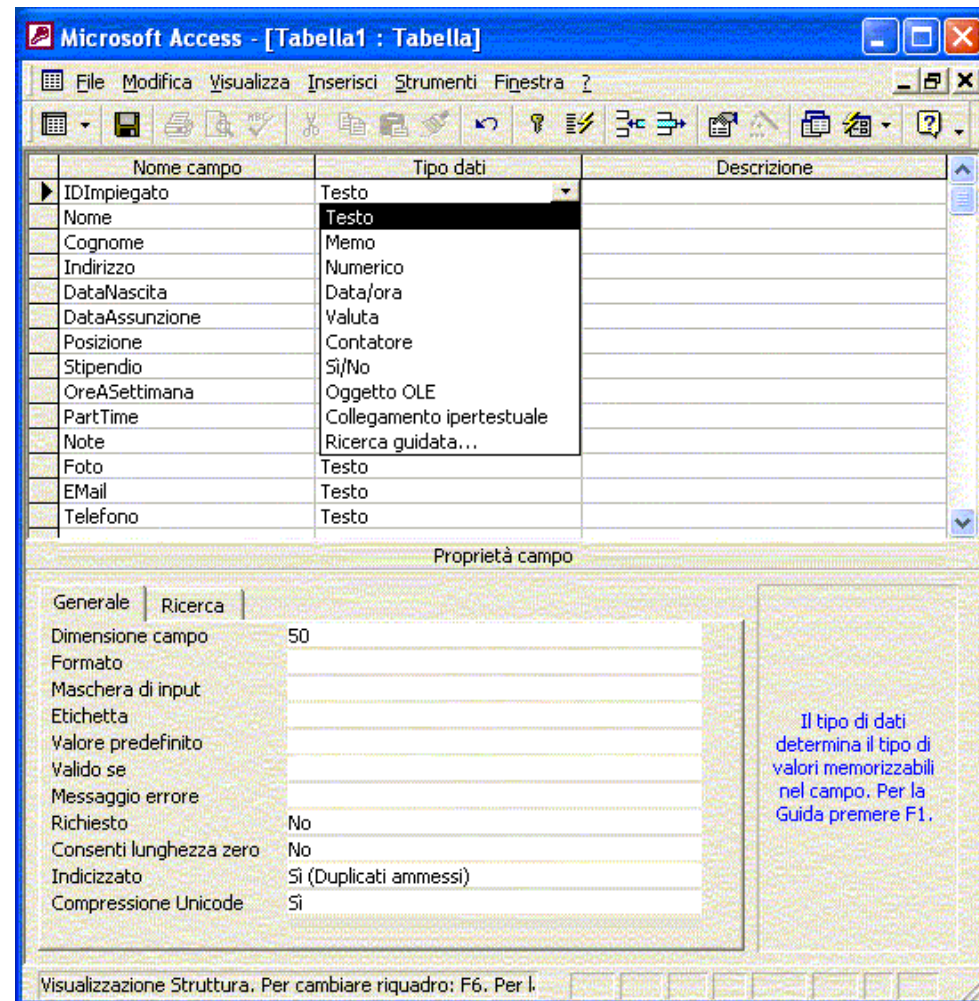 Microsoft Access - [Tabella1 : Tabella]
File Modifica Visualizza Inserisci Strumenti Finestra ?
Nome campo Tipo dati Descrizione
IDImpiegato Testo
Nome Testo
Cognome Memo
Indirizzo Numerico
DataNascita Data/ora
DataAssunzione Valuta
Posizione Contatore
Stipendio Sì/No
OreASettimana Oggetto OLE
PartTime Collegamento ipertestuale
Note Ricerca guidata...
Foto Testo
EMail Testo
Telefono Testo
Proprietà campo
Generale Ricerca
Dimensione campo 50
Formato
Maschera di input
Etichetta
Valore predefinito
Valido se
Messaggio errore
Richiesto No
Consenti lunghezza zero No
Indicizzato Sì (Duplicati ammessi)
Compressione Unicode Sì
Il tipo di dati
determina il tipo di
valori memorizzabili
nel campo. Per la
Guida premere F1.
Visualizzazione Struttura. Per cambiare riquadro: F6. Per